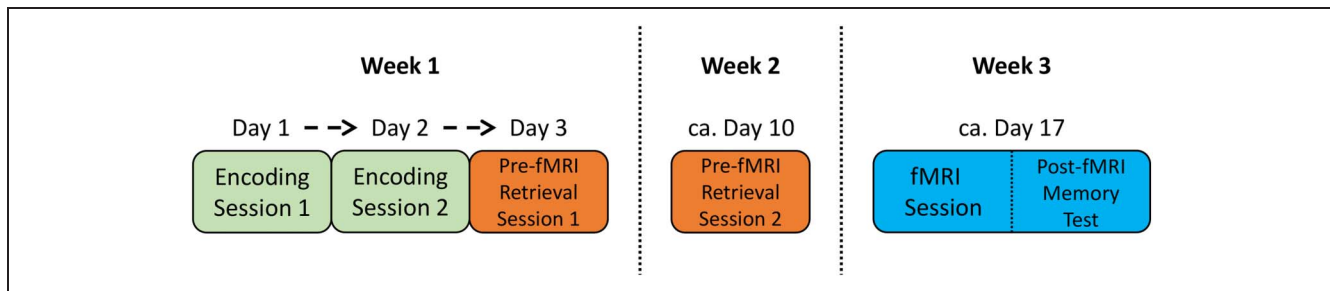 Week 1
Week 2
Week 3
Day 1
Day 2
Day 3
ca. Day 10
ca. Day 17
Encoding
Session 1
Encoding
Session 2
Pre-fMRI
Retrieval
Session 1
Pre-fMRI
Retrieval
Session 2
fMRI
Session
Post-fMRI
Memory
Test